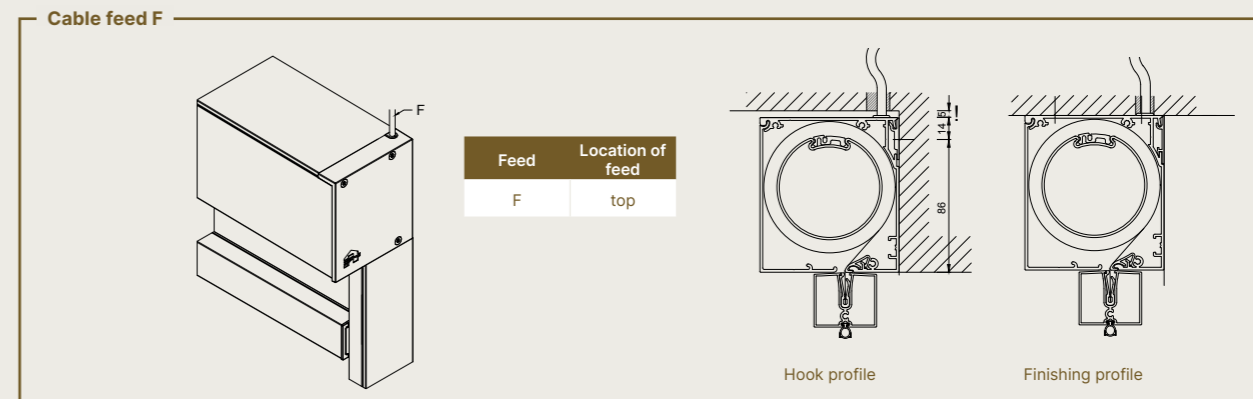 Cable feed F
F
Feed
Location of
feed
F
top
5
!
14
86
Hook profile
Finishing profile